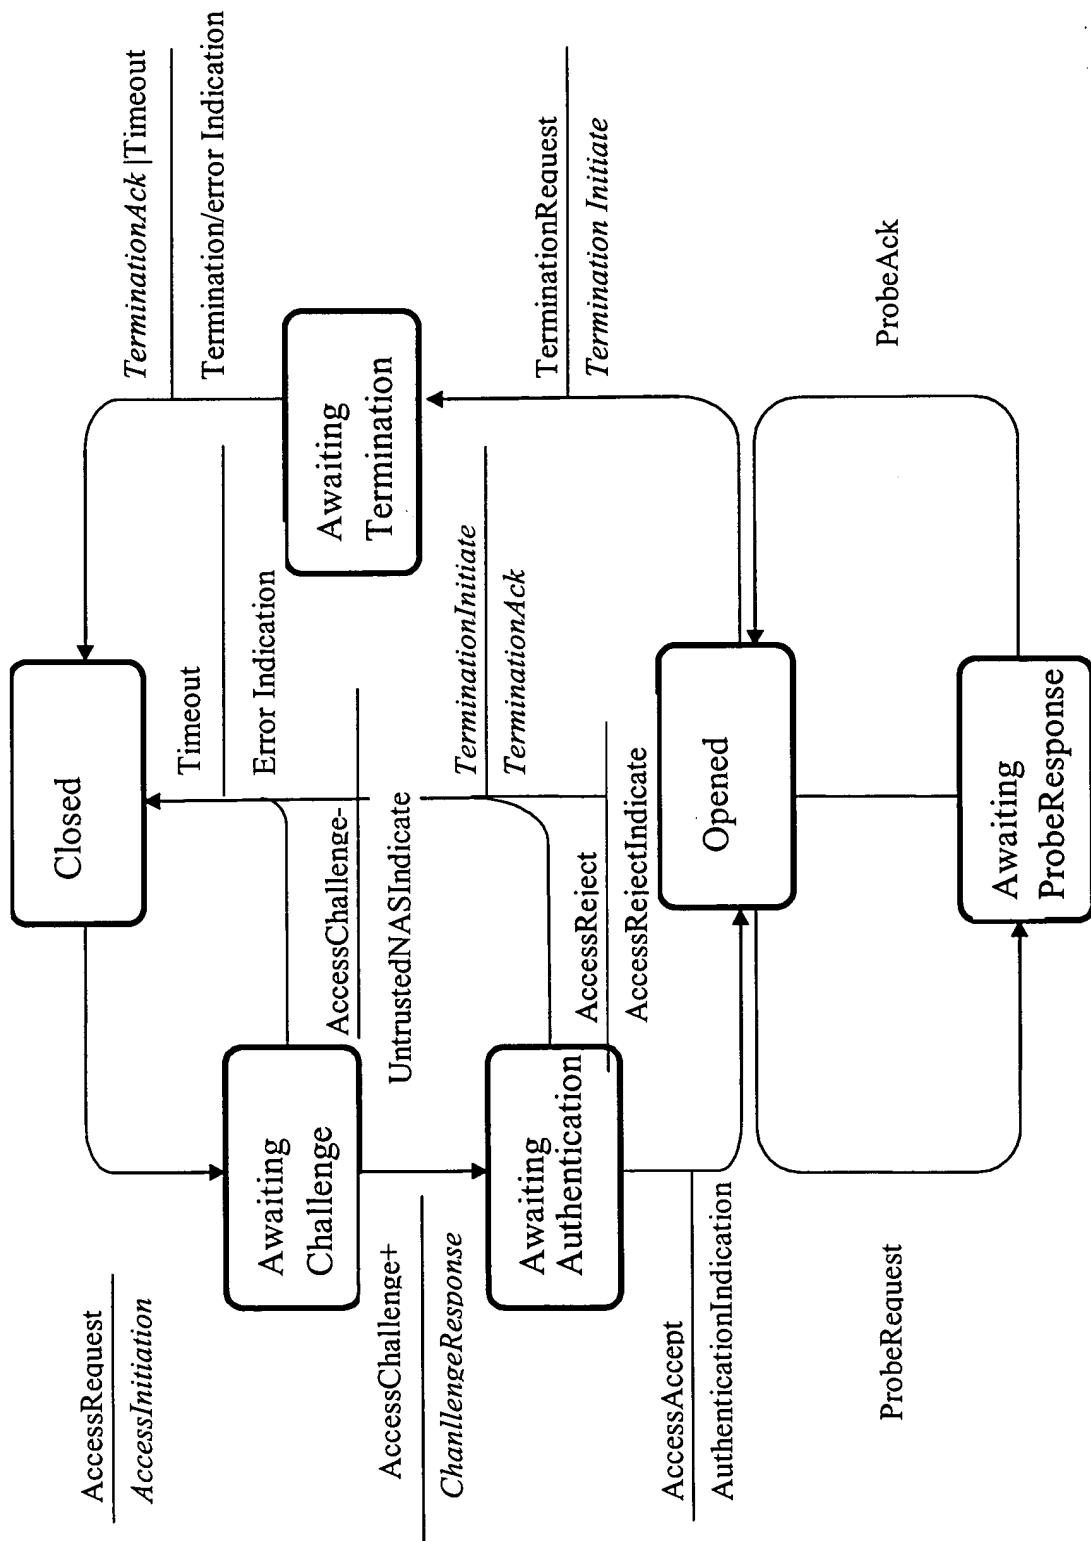 AccessRequest
AccessInitiation
Closed
TerminationAck |Timeout
Termination/error Indication
Timeout
Error Indication
Awaiting
Challenge
Awaiting
Termination
AccessChallenge-
UntrustedNASIndicate
AccessChallenge+
ChanllengeResponse
TerminationInitiate
TerminationAck
TerminationRequest
Termination Initiate
Awaiting
Authentication
AccessReject
AccessRejectIndicate
AccessAccept
AuthenticationIndication
Opened
ProbeRequest
ProbeAck
Awaiting
ProbeResponse